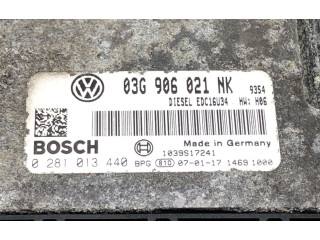 03G 906 021 NK 9354
DIESEL EDC16U34 HW: H06
BOSCH
Made in Germany
1039S17241
0 281 013 440 BPG 810 07-01-17 1469 1000